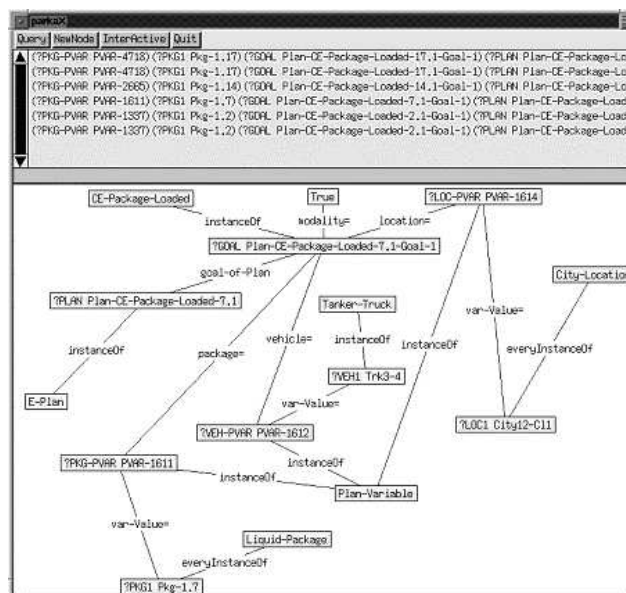 parkaX
Query NewNode InterActive Quit
(?PKG-PVAR PVAR-4718)(?PKG1 Pkg-1.17)(?GOAL Plan-CE-Package-Loaded-17.1-Goal-1)(?PLAN Plan-CE-Package-Lo
(?PKG-PVAR PVAR-4718)(?PKG1 Pkg-1.17)(?GOAL Plan-CE-Package-Loaded-17.1-Goal-1)(?PLAN Plan-CE-Package-Lo
(?PKG-PVAR PVAR-2665)(?PKG1 Pkg-1.14)(?GOAL Plan-CE-Package-Loaded-14.1-Goal-1)(?PLAN Plan-CE-Package-Lo
(?PKG-PVAR PVAR-1611)(?PKG1 Pkg-1.7)(?GOAL Plan-CE-Package-Loaded-7.1-Goal-1)(?PLAN Plan-CE-Package-Load
(?PKG-PVAR PVAR-1337)(?PKG1 Pkg-1.2)(?GOAL Plan-CE-Package-Loaded-2.1-Goal-1)(?PLAN Plan-CE-Package-Load
(?PKG-PVAR PVAR-1337)(?PKG1 Pkg-1.2)(?GOAL Plan-CE-Package-Loaded-2.1-Goal-1)(?PLAN Plan-CE-Package-Load
CE-Package-Loaded True ?LOC-PVAR PVAR-1614
instanceOf modality= location=
?GOAL Plan-CE-Package-Loaded-7.1-Goal-1
goal-of-Plan City-Location
?PLAN Plan-CE-Package-Loaded-7.1 Tanker-Truck var-Value=
instanceOf package= vehicle= instanceOf instanceOf everyInstanceOf
?VEH1 Trk3-4
E-Plan var-Value=
?VEH-PVAR PVAR-1612 ?LOC1 City12-Cl1
?PKG-PVAR PVAR-1611 instanceOf
instanceOf
Plan-Variable
var-Value= Liquid-Package
everyInstanceOf
?PKG1 Pkg-1.7